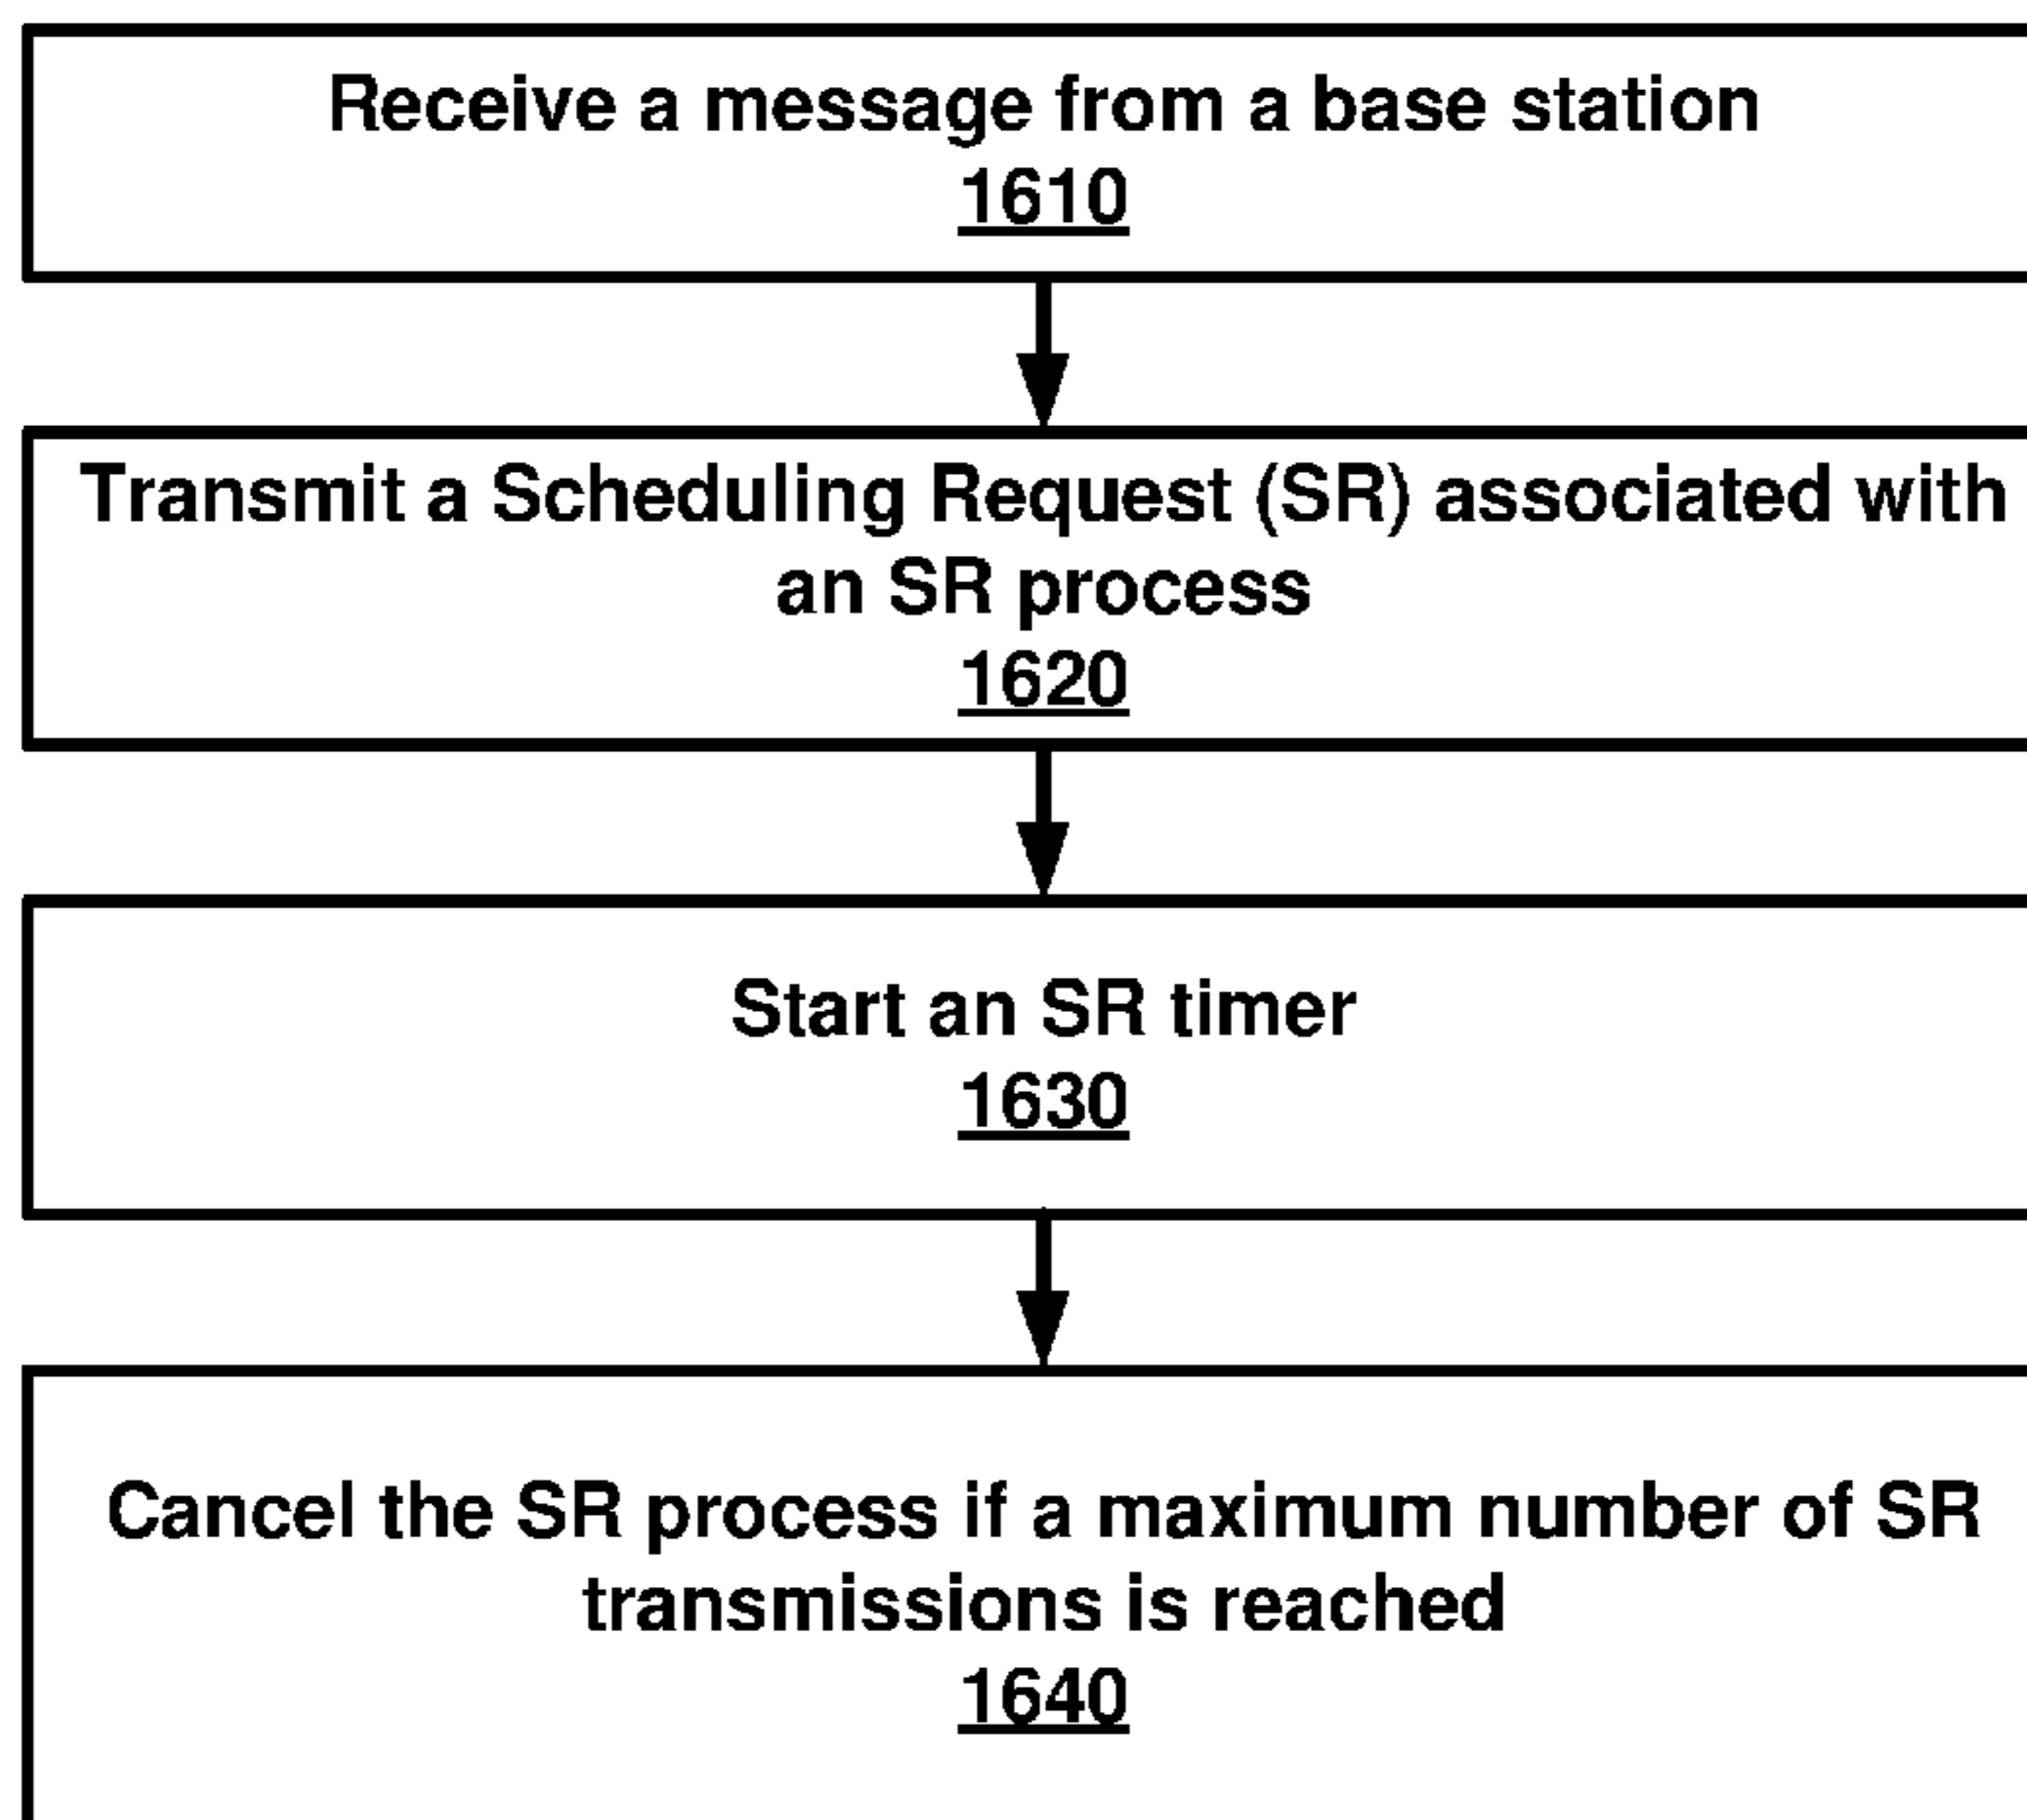 Receive a message from a base station
1610
Transmit a Scheduling Request (SR) associated with
an SR process
1620
Start an SR timer
1630
Cancel the SR process if a maximum number of SR
transmissions is reached
1640